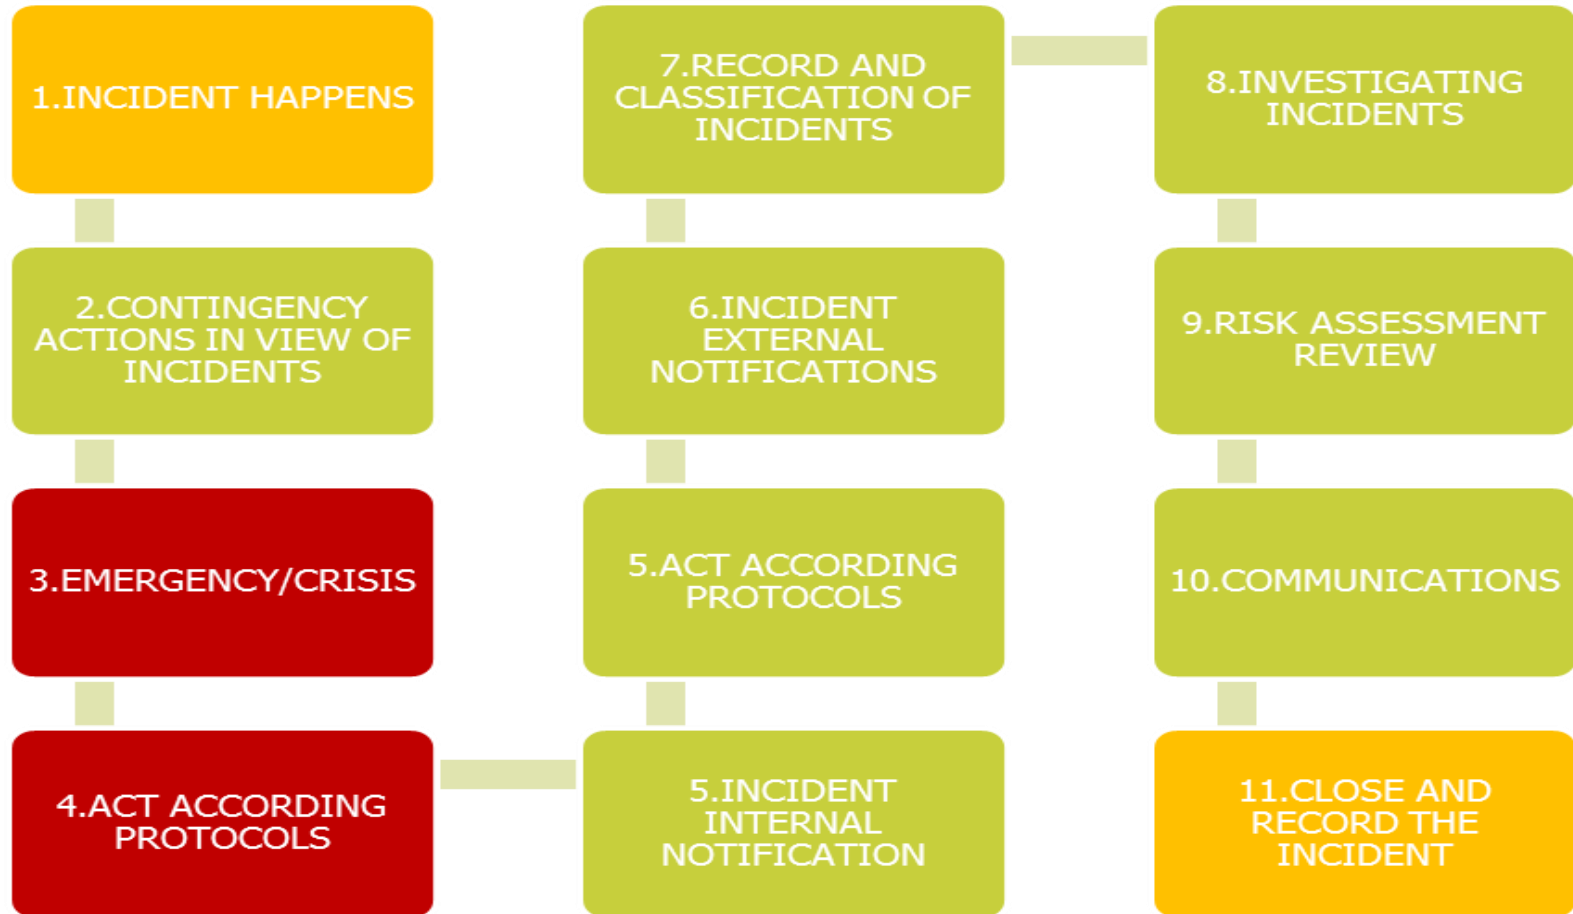 1.INCIDENT HAPPENS
2.CONTINGENCY
ACTIONS IN VIEW OF
INCIDENTS
3.EMERGENCY/CRISIS
4.ACT ACCORDING
PROTOCOLS
5.INCIDENT
INTERNAL
NOTIFICATION
5.ACT ACCORDING
PROTOCOLS
6.INCIDENT
EXTERNAL
NOTIFICATIONS
7.RECORD AND
CLASSIFICATION OF
INCIDENTS
8.INVESTIGATING
INCIDENTS
9.RISK ASSESSMENT
REVIEW
10.COMMUNICATIONS
11.CLOSE AND
RECORD THE
INCIDENT